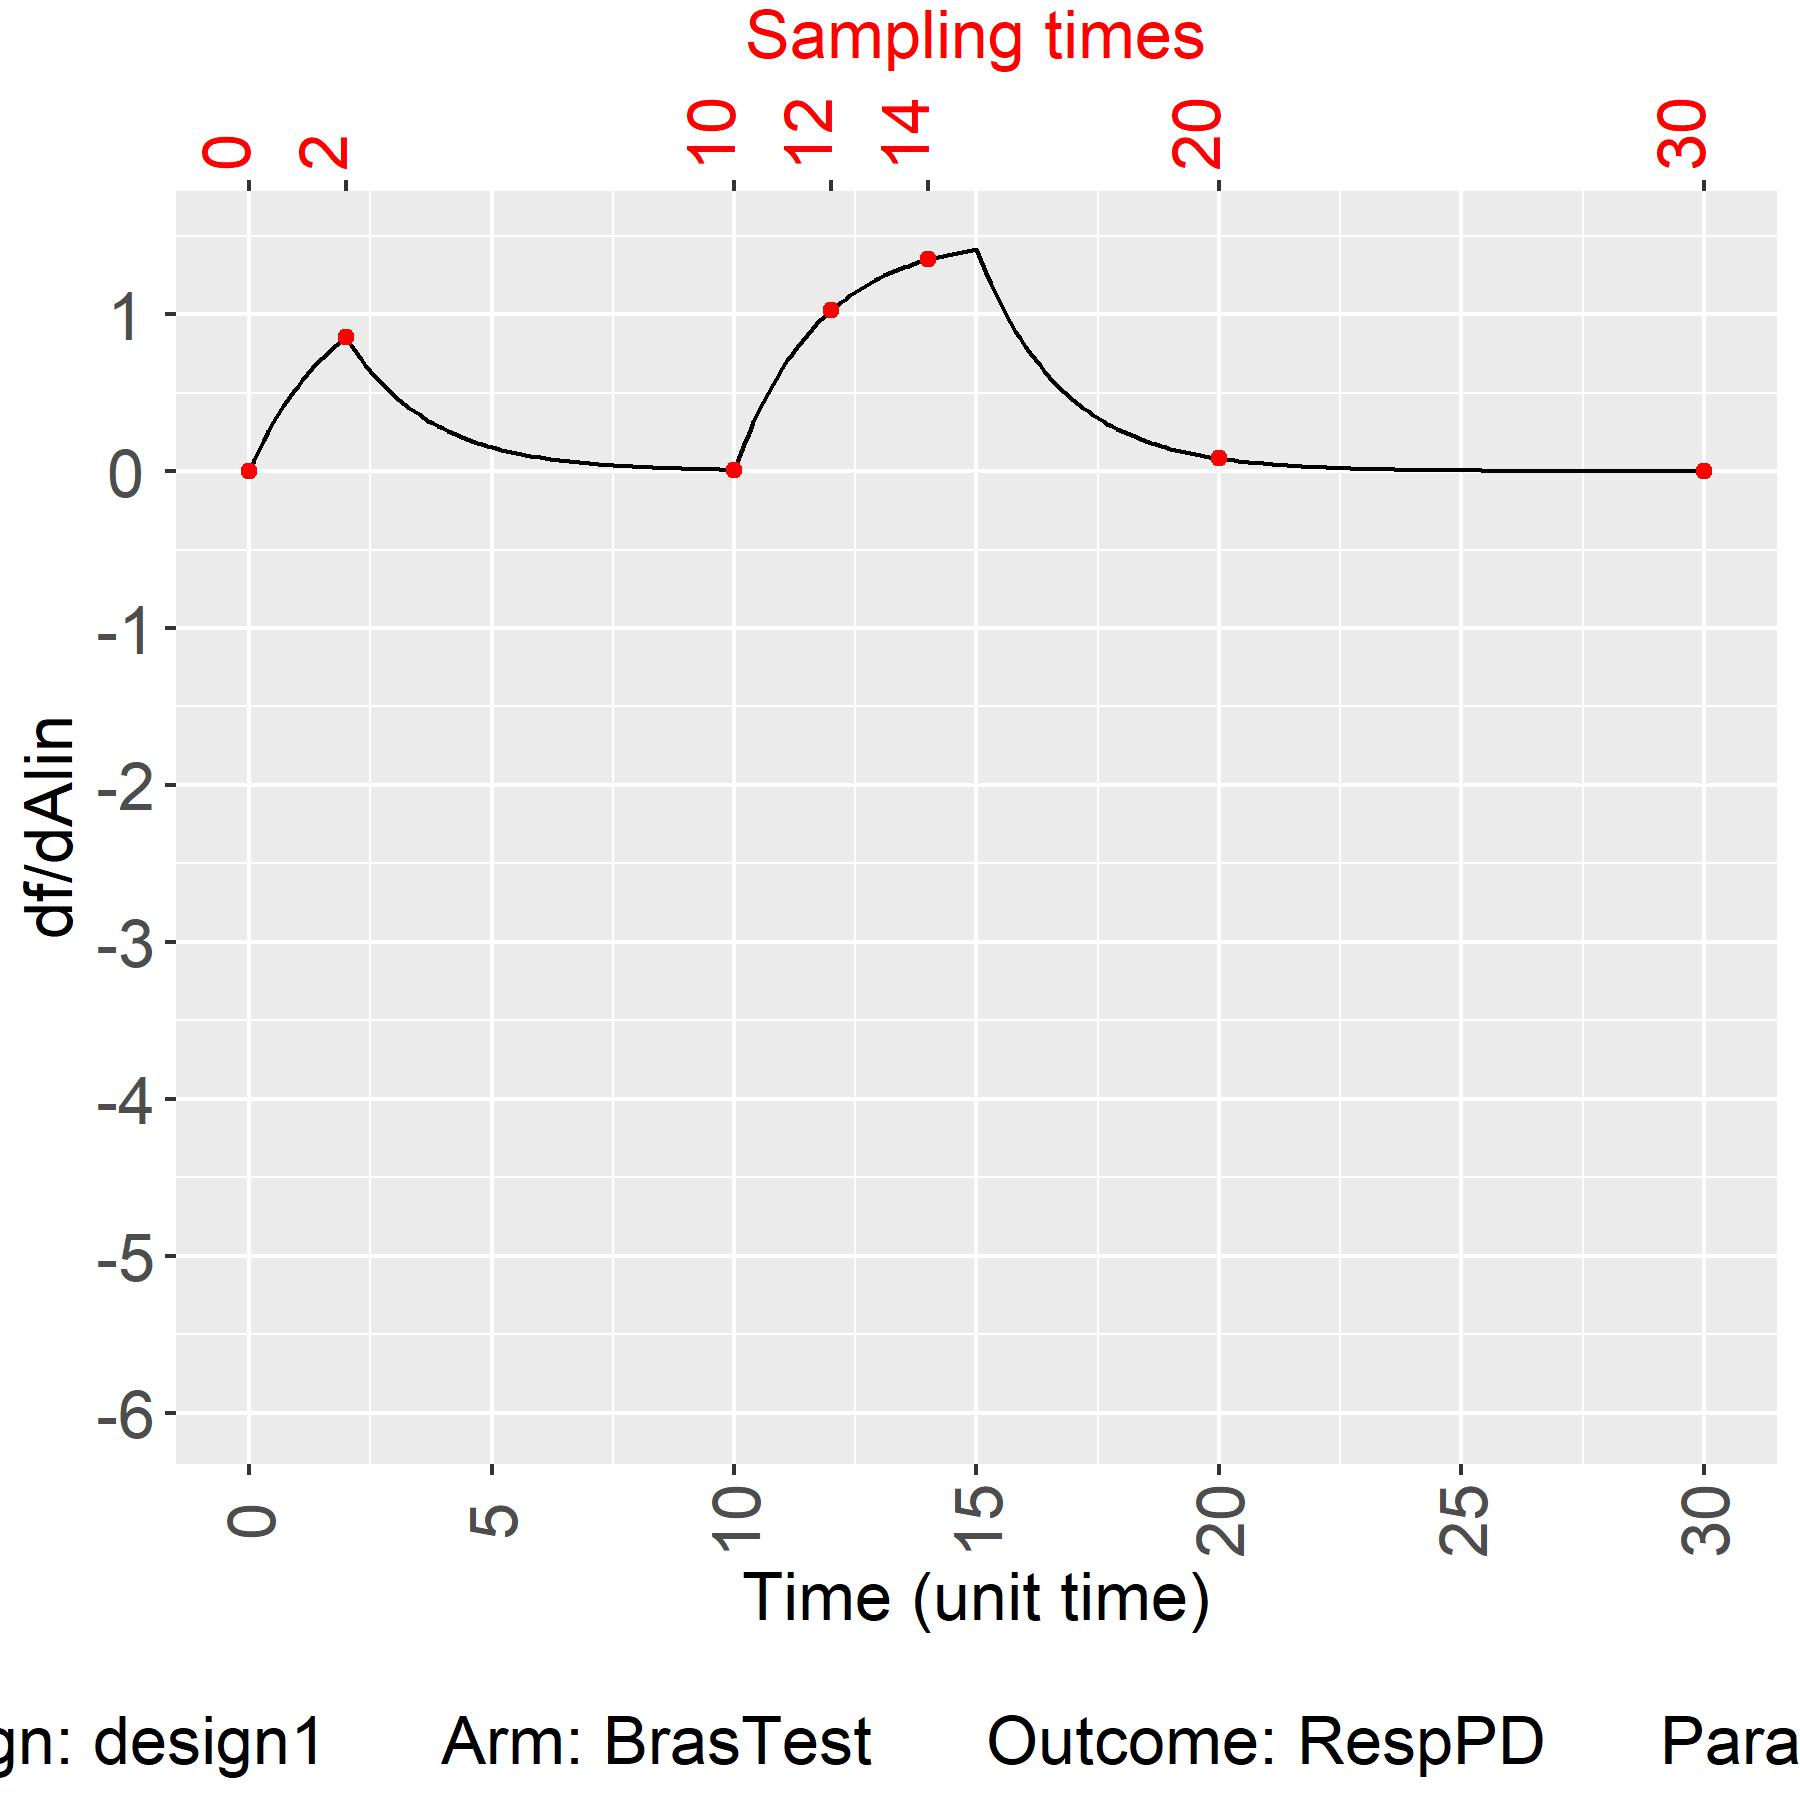 Sampling times
0 2 10 12 14 20 30
df/dAlin
1
0
-1
-2
-3
-4
-5
-6
0 5 10 15 20 25 30
Time (unit time)
gn: design1 Arm: BrasTest Outcome: RespPD Para